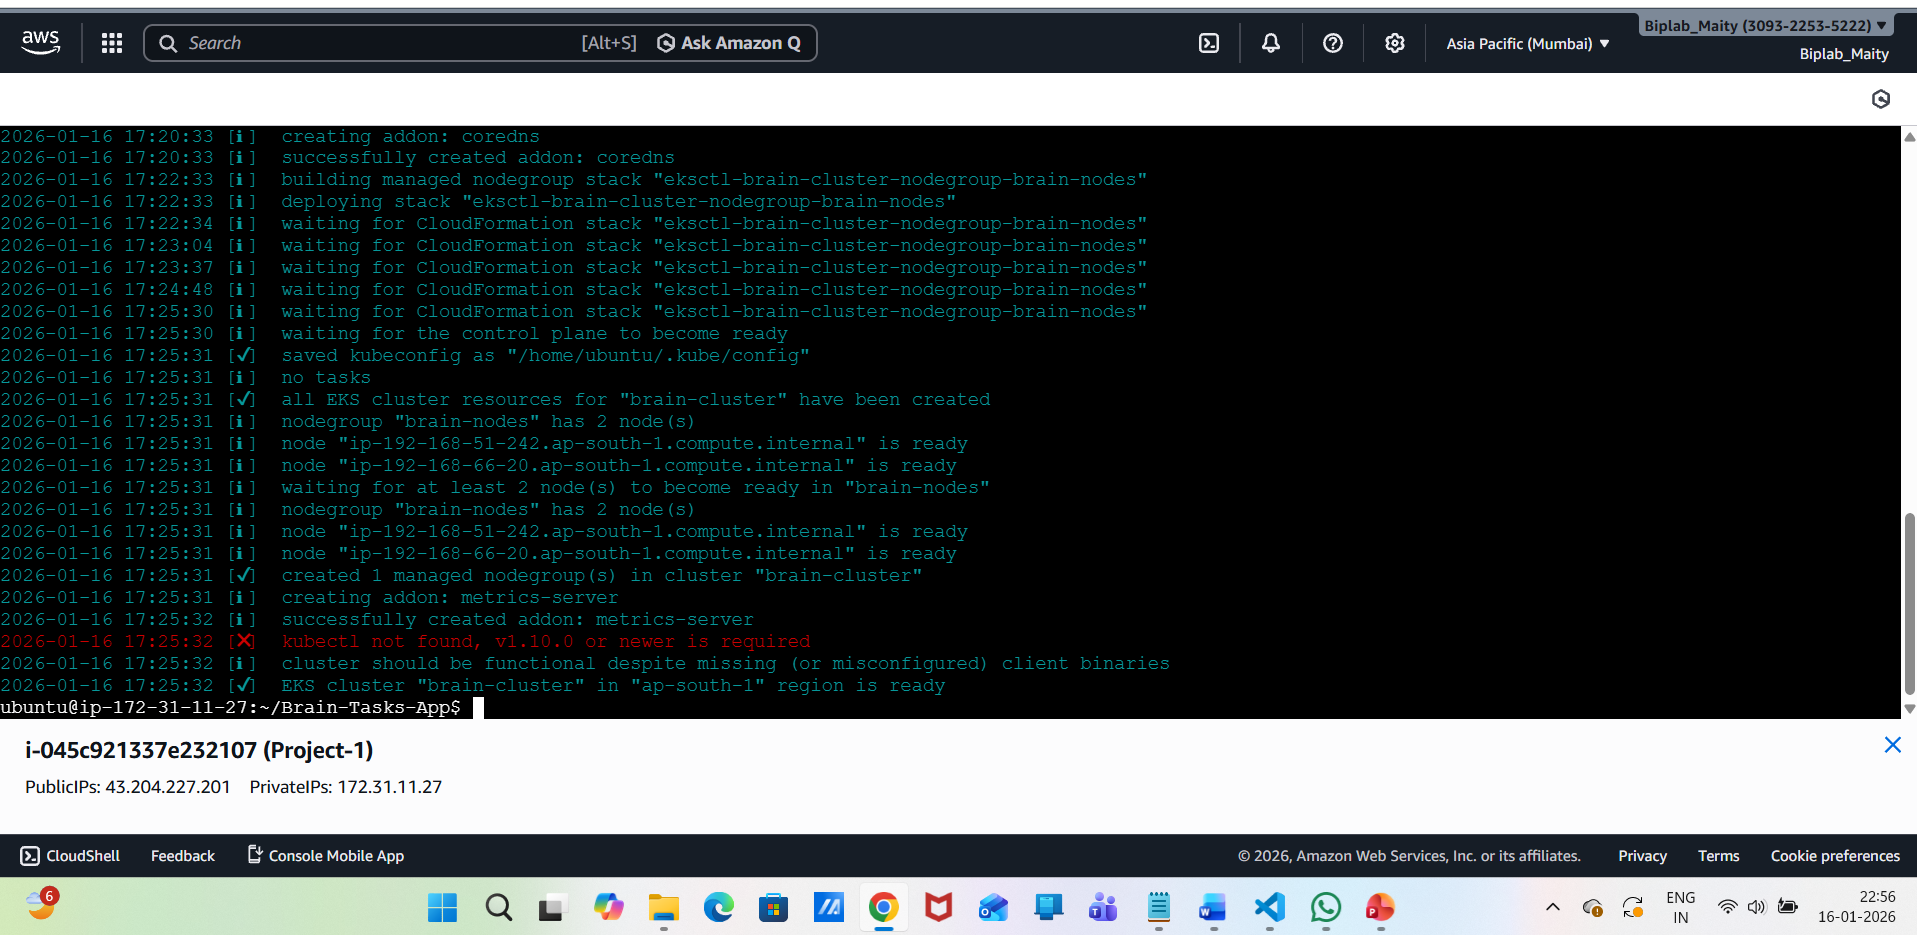 aws
Search [Alt+S] Ask Amazon Q
Asia Pacific (Mumbai) ▼
Biplab_Maity (3093-2253-5222) ▼
Biplab_Maity
2026-01-16 17:20:33 [ℹ]  creating addon: coredns
2026-01-16 17:20:33 [ℹ]  successfully created addon: coredns
2026-01-16 17:22:33 [ℹ]  building managed nodegroup stack "eksctl-brain-cluster-nodegroup-brain-nodes"
2026-01-16 17:22:33 [ℹ]  deploying stack "eksctl-brain-cluster-nodegroup-brain-nodes"
2026-01-16 17:22:34 [ℹ]  waiting for CloudFormation stack "eksctl-brain-cluster-nodegroup-brain-nodes"
2026-01-16 17:23:04 [ℹ]  waiting for CloudFormation stack "eksctl-brain-cluster-nodegroup-brain-nodes"
2026-01-16 17:23:37 [ℹ]  waiting for CloudFormation stack "eksctl-brain-cluster-nodegroup-brain-nodes"
2026-01-16 17:24:48 [ℹ]  waiting for CloudFormation stack "eksctl-brain-cluster-nodegroup-brain-nodes"
2026-01-16 17:25:30 [ℹ]  waiting for CloudFormation stack "eksctl-brain-cluster-nodegroup-brain-nodes"
2026-01-16 17:25:30 [ℹ]  waiting for the control plane to become ready
2026-01-16 17:25:31 [✔]  saved kubeconfig as "/home/ubuntu/.kube/config"
2026-01-16 17:25:31 [ℹ]  no tasks
2026-01-16 17:25:31 [✔]  all EKS cluster resources for "brain-cluster" have been created
2026-01-16 17:25:31 [ℹ]  nodegroup "brain-nodes" has 2 node(s)
2026-01-16 17:25:31 [ℹ]  node "ip-192-168-51-242.ap-south-1.compute.internal" is ready
2026-01-16 17:25:31 [ℹ]  node "ip-192-168-66-20.ap-south-1.compute.internal" is ready
2026-01-16 17:25:31 [ℹ]  waiting for at least 2 node(s) to become ready in "brain-nodes"
2026-01-16 17:25:31 [ℹ]  nodegroup "brain-nodes" has 2 node(s)
2026-01-16 17:25:31 [ℹ]  node "ip-192-168-51-242.ap-south-1.compute.internal" is ready
2026-01-16 17:25:31 [ℹ]  node "ip-192-168-66-20.ap-south-1.compute.internal" is ready
2026-01-16 17:25:31 [✔]  created 1 managed nodegroup(s) in cluster "brain-cluster"
2026-01-16 17:25:31 [ℹ]  creating addon: metrics-server
2026-01-16 17:25:32 [ℹ]  successfully created addon: metrics-server
2026-01-16 17:25:32 [✖]  kubectl not found, v1.10.0 or newer is required
2026-01-16 17:25:32 [ℹ]  cluster should be functional despite missing (or misconfigured) client binaries
2026-01-16 17:25:32 [✔]  EKS cluster "brain-cluster" in "ap-south-1" region is ready
ubuntu@ip-172-31-11-27:~/Brain-Tasks-App$
i-045c921337e232107 (Project-1)
PublicIPs: 43.204.227.201 PrivateIPs: 172.31.11.27
CloudShell Feedback Console Mobile App © 2026, Amazon Web Services, Inc. or its affiliates. Privacy Terms Cookie preferences
6
ENG
IN
22:56
16-01-2026